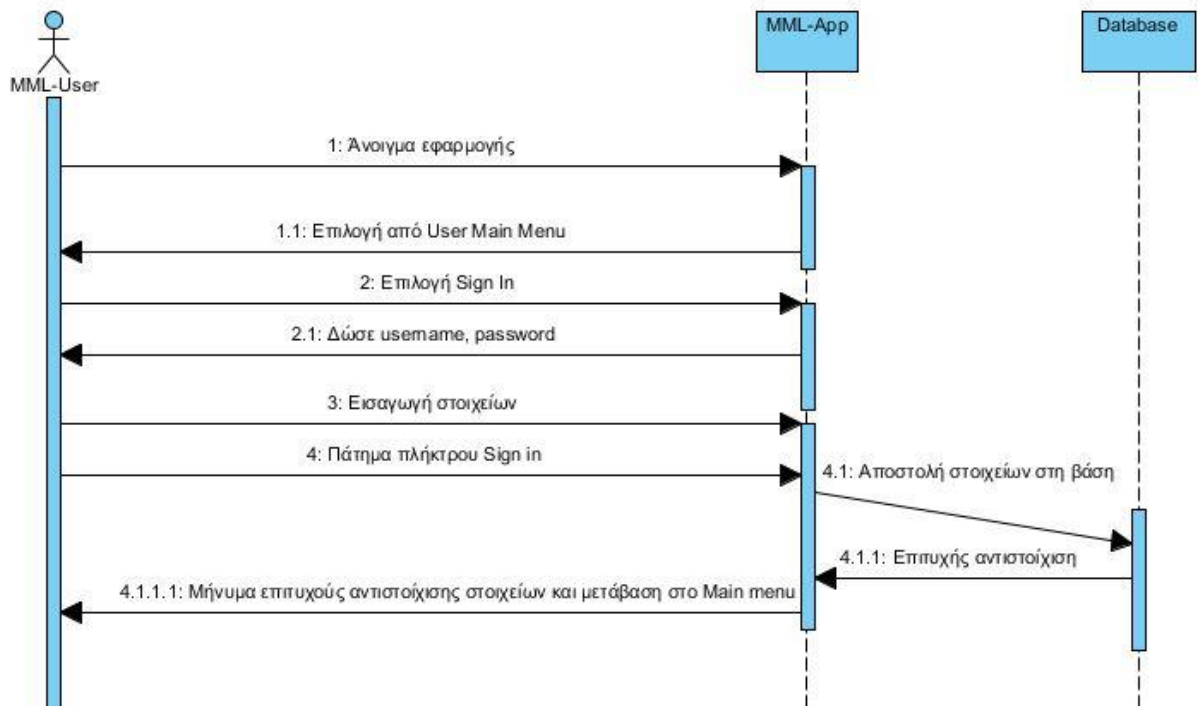 MML-User
MML-App
Database
1: Άνοιγμα εφαρμογής
1.1: Επιλογή από User Main Menu
2: Επιλογή Sign In
2.1: Δώσε username, password
3: Εισαγωγή στοιχείων
4: Πάτημα πλήκτρου Sign in
4.1: Αποστολή στοιχείων στη βάση
4.1.1: Επιτυχής αντιστοίχιση
4.1.1.1: Μήνυμα επιτυχούς αντιστοίχισης στοιχείων και μετάβαση στο Main menu